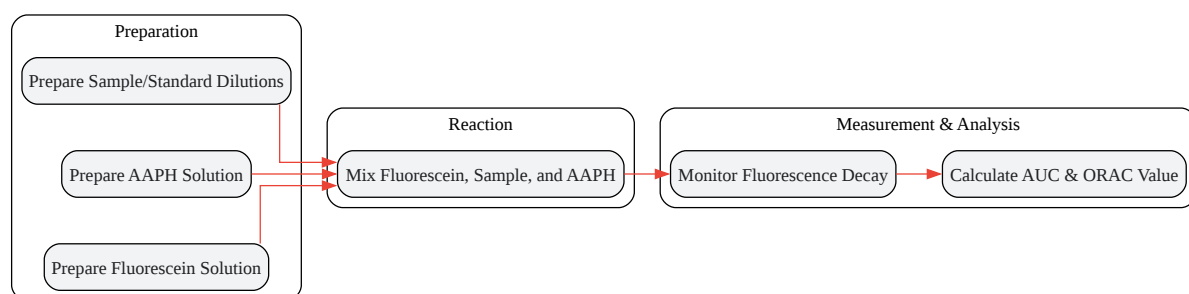 Preparation
Prepare Sample/Standard Dilutions
Prepare AAPH Solution
Prepare Fluorescein Solution
Reaction
Mix Fluorescein, Sample, and AAPH
Measurement & Analysis
Monitor Fluorescence Decay
Calculate AUC & ORAC Value